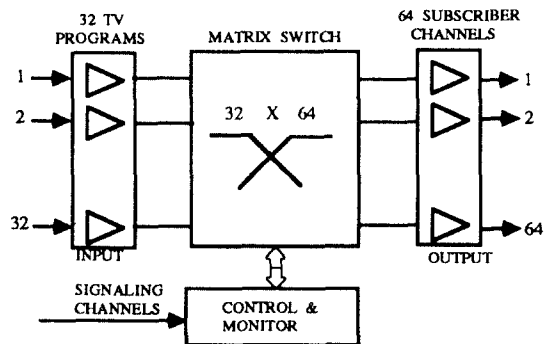 32 TV
PROGRAMS
MATRIX SWITCH
64 SUBSCRIBER
CHANNELS
1
2
32
INPUT
32 X 64
1
2
64
OUTPUT
SIGNALING
CHANNELS
CONTROL &
MONITOR